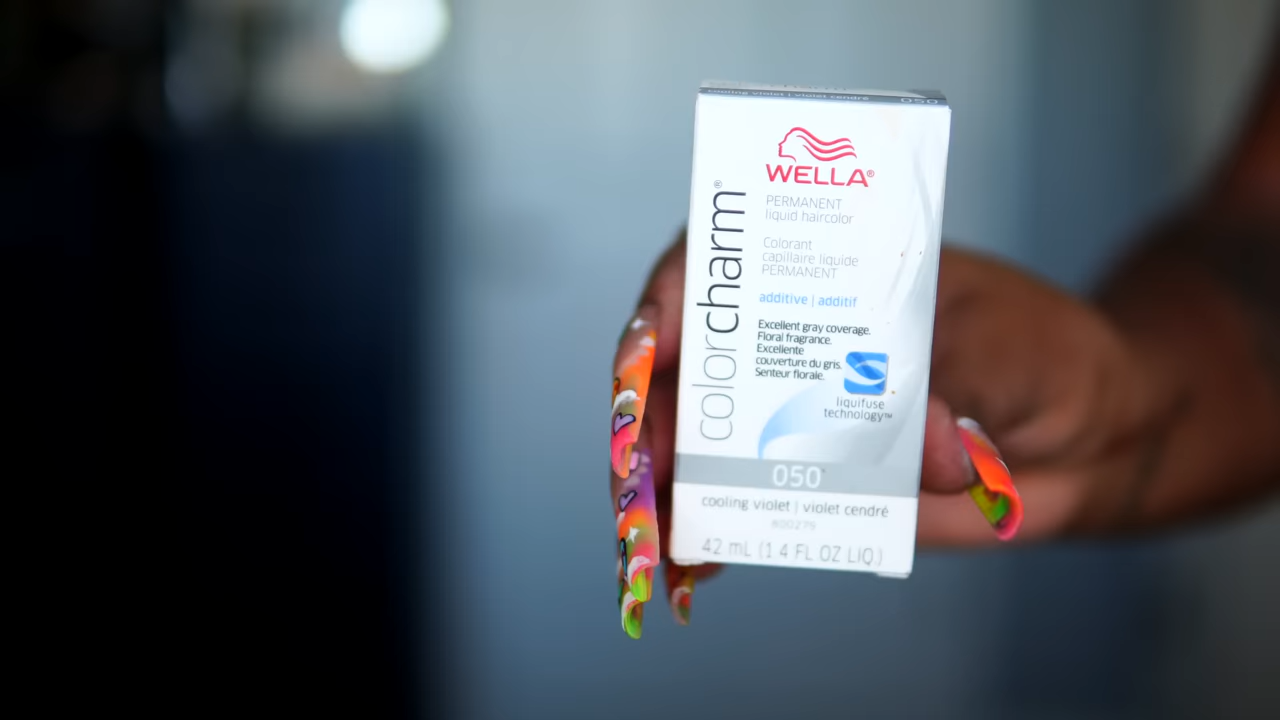 cooling violet | violet cendré 050
WELLA®
PERMANENT
liquid haircolor
Colorant
capillaire liquide
PERMANENT
additive | additif
Excellent gray coverage.
Floral fragrance.
Excellente
couverture du gris.
Senteur florale.
liquifuse
technology™
colorcharm®
050
cooling violet | violet cendré
42 mL (1 4 FL OZ LIQ.)